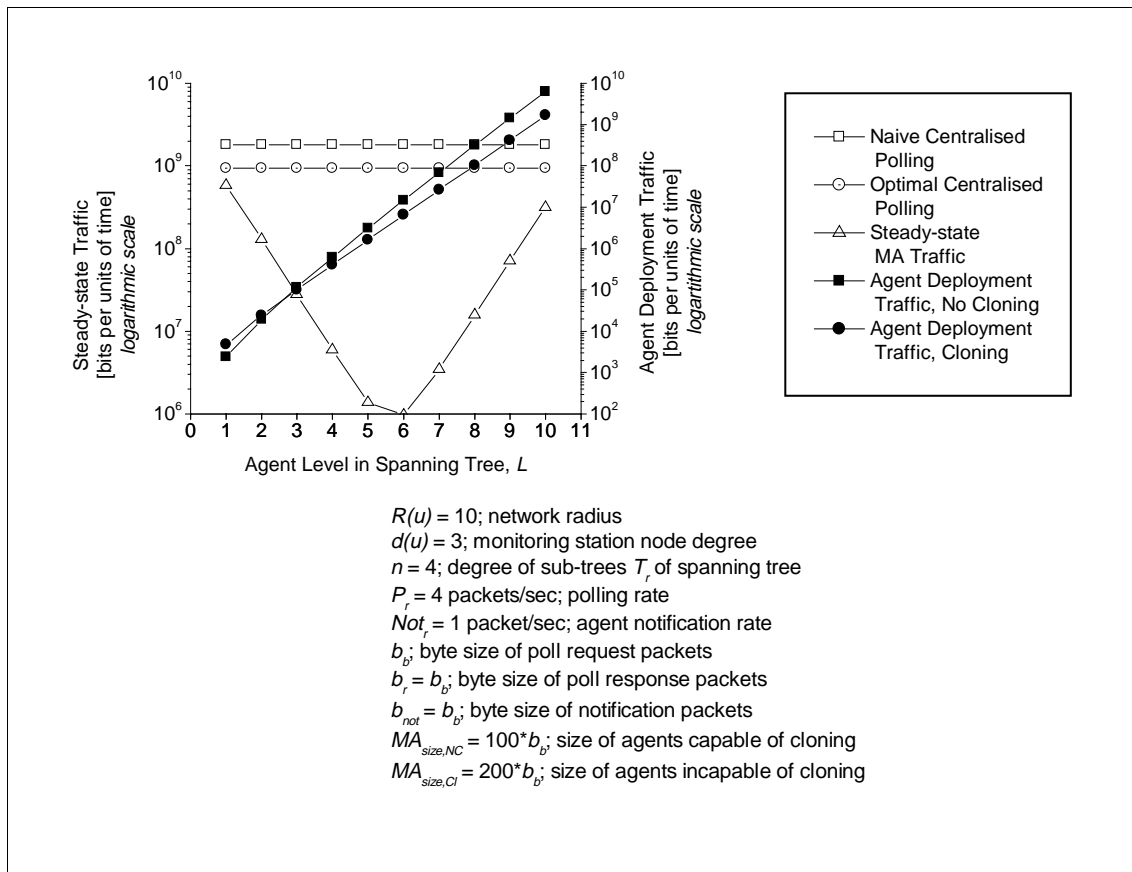 10^10
10^9
10^8
10^7
10^6
Steady-state Traffic
[bits per units of time]
logarithmic scale
0 1 2 3 4 5 6 7 8 9 10 11
Agent Level in Spanning Tree, L
10^10
10^9
10^8
10^7
10^6
10^5
10^4
10^3
10^2
Agent Deployment Traffic
[bits per units of time]
logartithmic scale
Naive Centralised
Polling
Optimal Centralised
Polling
Steady-state
MA Traffic
Agent Deployment
Traffic, No Cloning
Agent Deployment
Traffic, Cloning
R(u) = 10; network radius
d(u) = 3; monitoring station node degree
n = 4; degree of sub-trees T_r of spanning tree
P_r = 4 packets/sec; polling rate
Not_r = 1 packet/sec; agent notification rate
b_b; byte size of poll request packets
b_r = b_b; byte size of poll response packets
b_not = b_b; byte size of notification packets
MA_size,NC = 100*b_b; size of agents capable of cloning
MA_size,Cl = 200*b_b; size of agents incapable of cloning